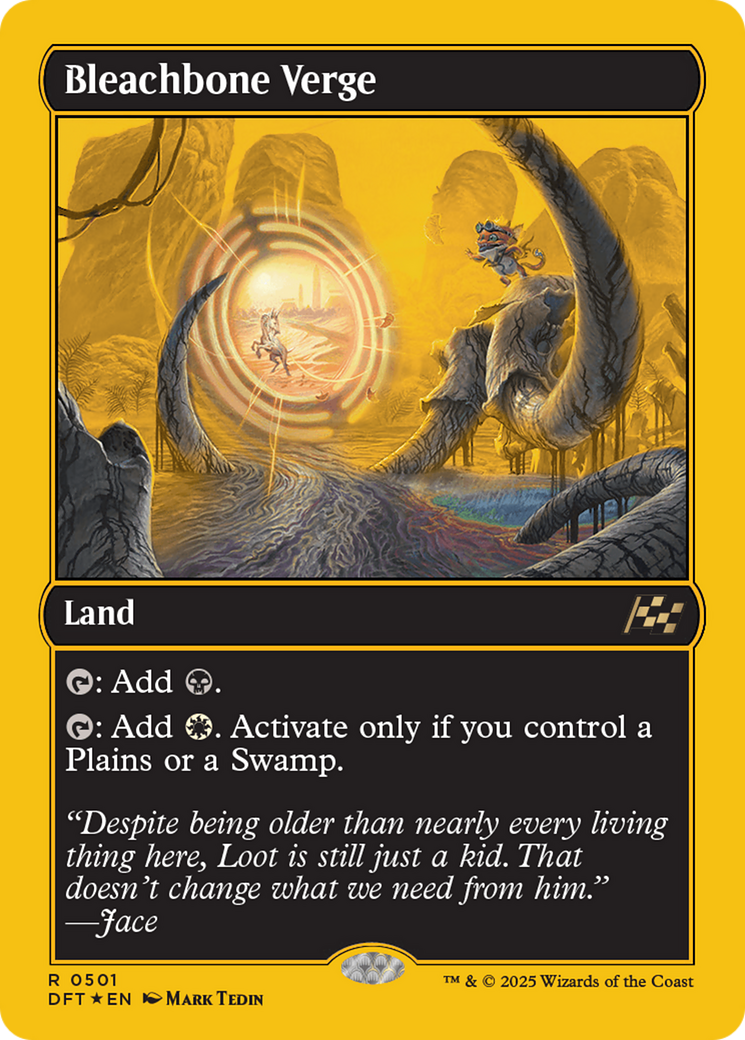 Bleachbone Verge
Land
: Add .
: Add . Activate only if you control a
Plains or a Swamp.
“Despite being older than nearly every living
thing here, Loot is still just a kid. That
doesn’t change what we need from him.”
—Jace
R 0501
DFT★EN Mark Tedin
™ & © 2025 Wizards of the Coast